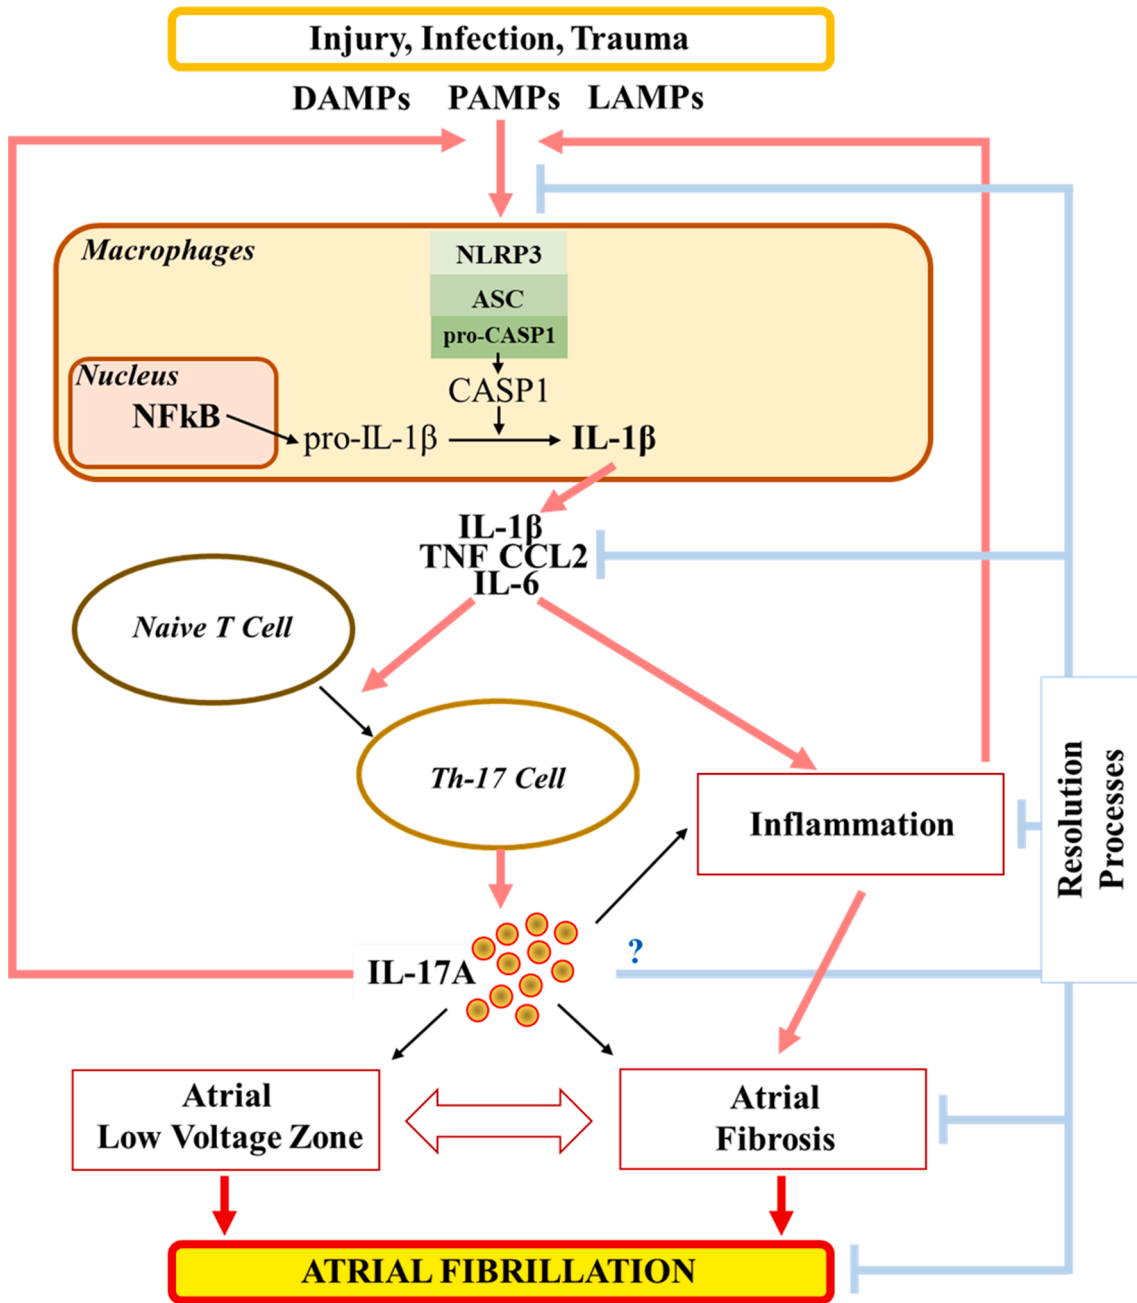 Injury, Infection, Trauma
DAMPs PAMPs LAMPs
Macrophages
NLRP3
ASC
pro-CASP1
CASP1
Nucleus
NFkB
pro-IL-1β
IL-1β
IL-1β
TNF CCL2
IL-6
Naive T Cell
Th-17 Cell
Inflammation
Resolution
Processes
?
IL-17A
Atrial
Low Voltage Zone
Atrial
Fibrosis
ATRIAL FIBRILLATION